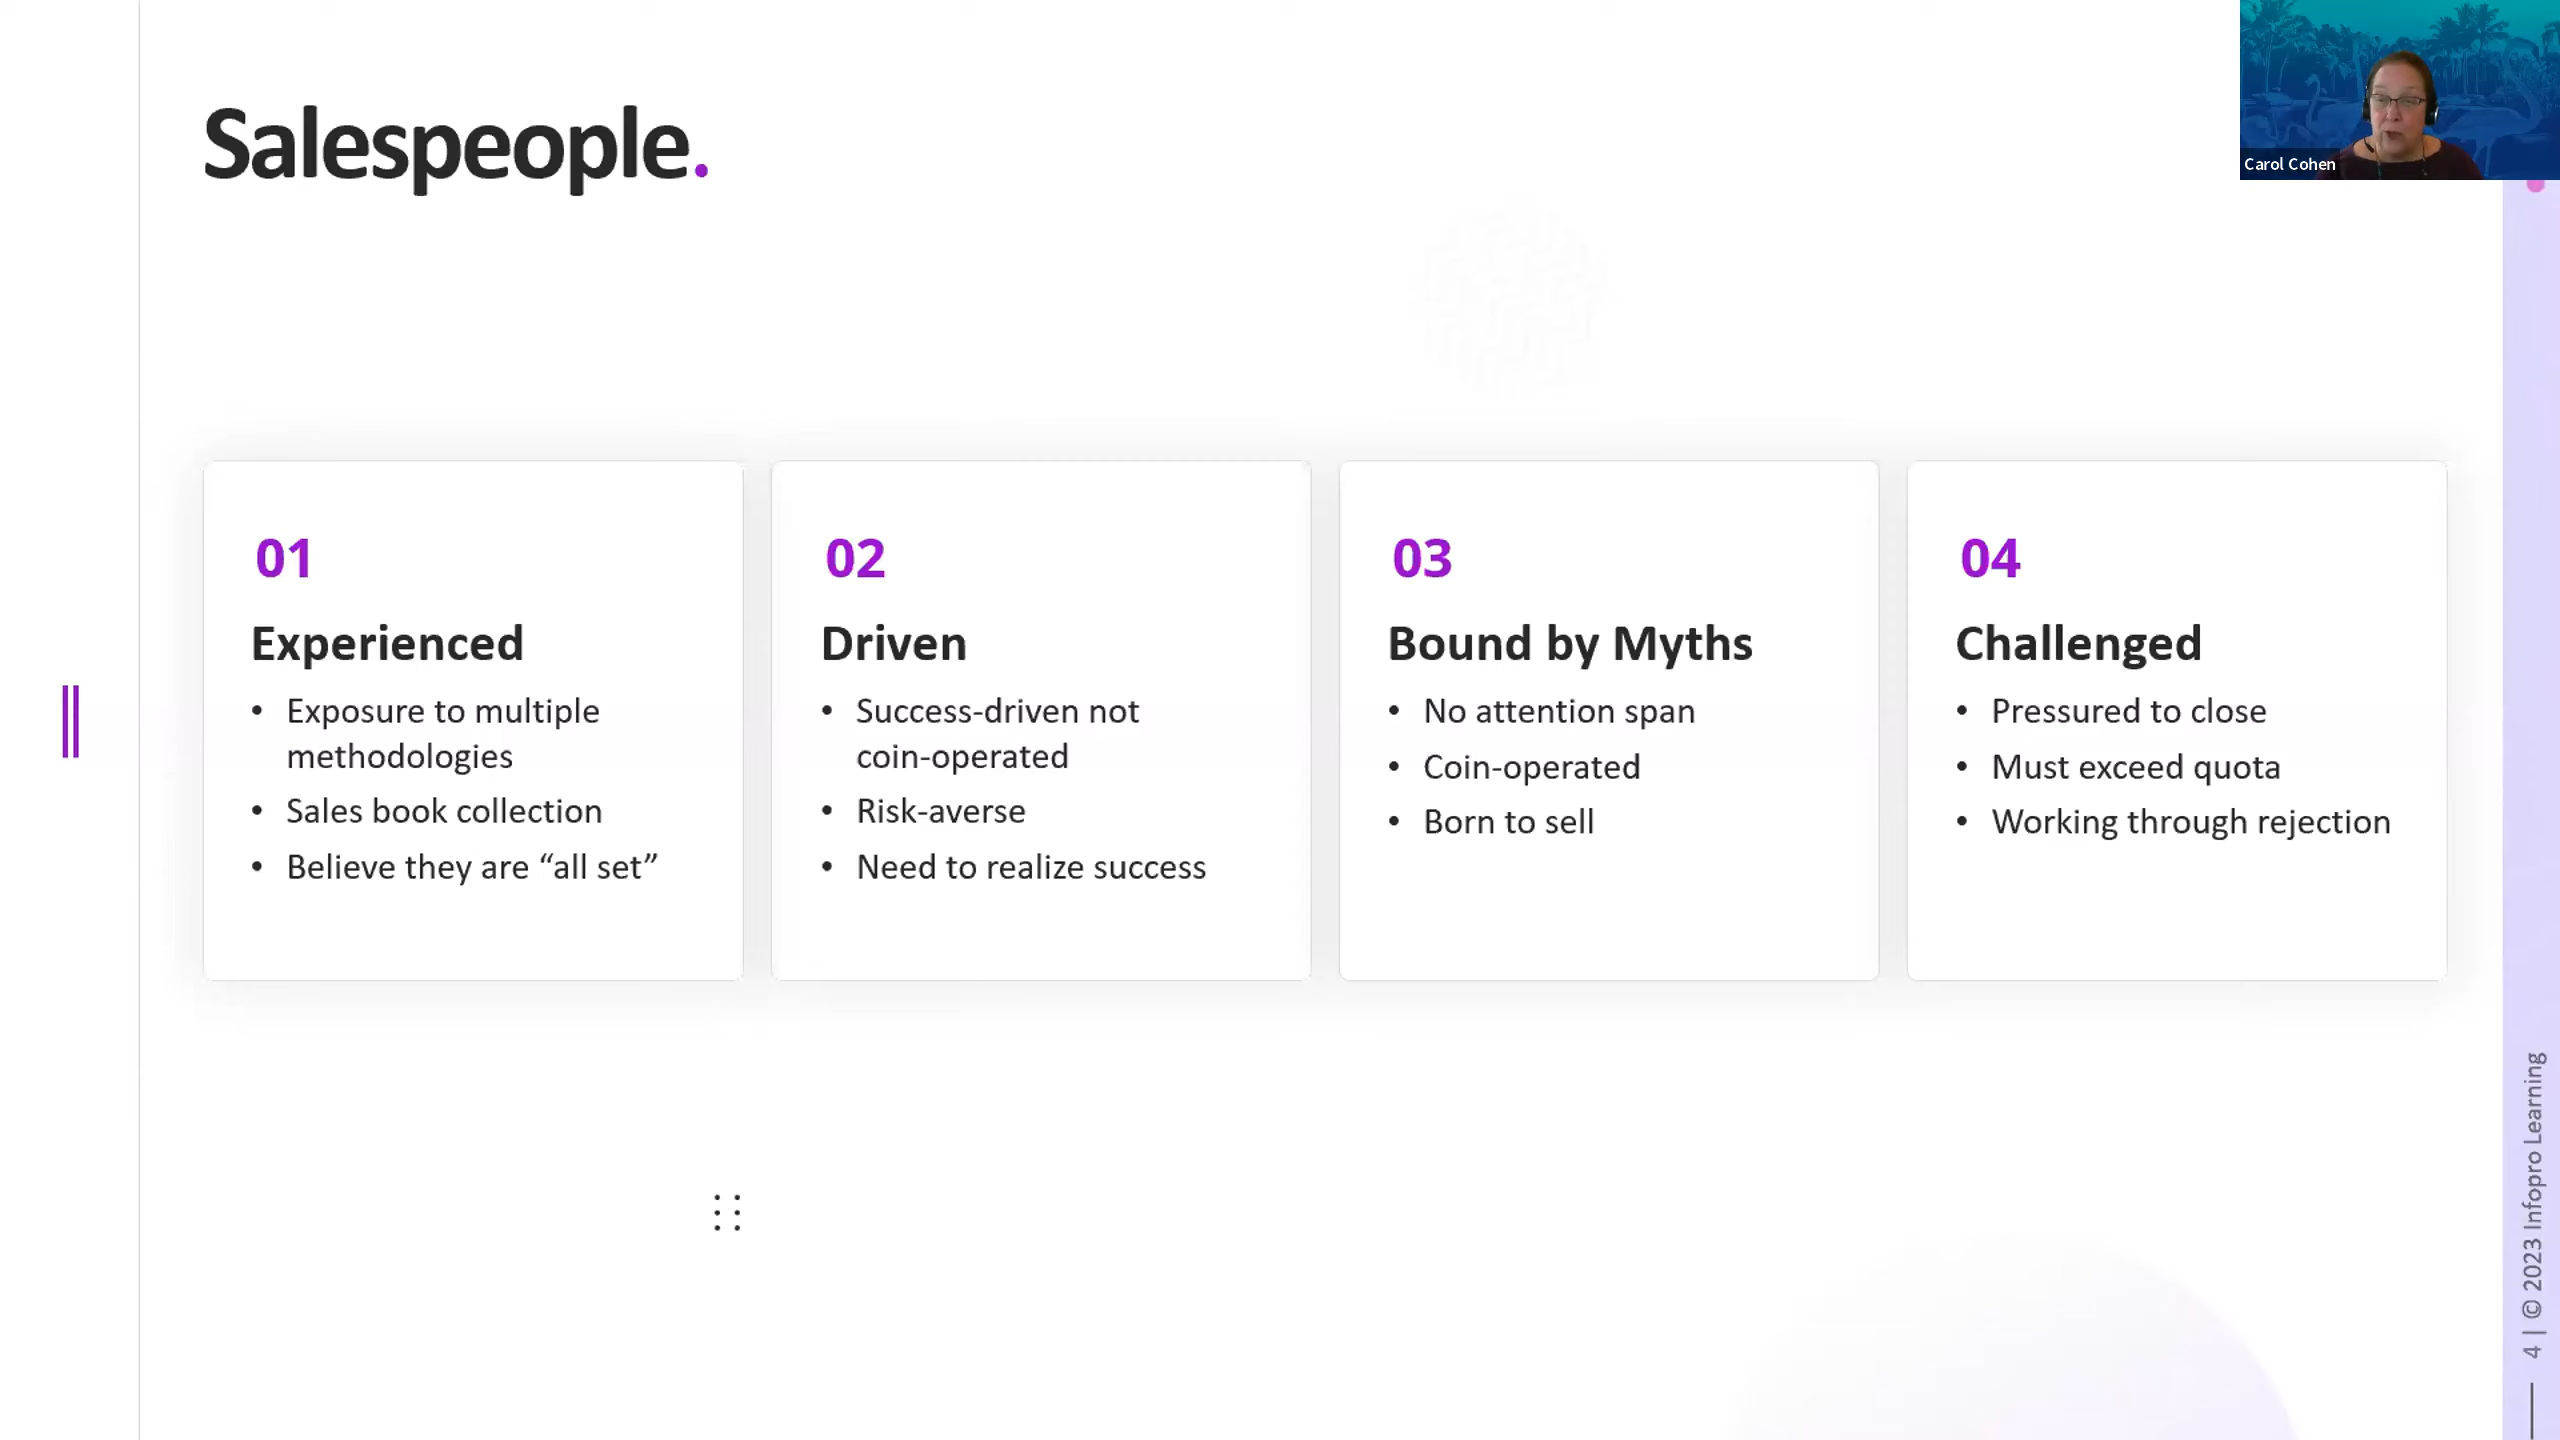 Salespeople.
Carol Cohen
01
Experienced
• Exposure to multiple
methodologies
• Sales book collection
• Believe they are “all set”
02
Driven
• Success-driven not
coin-operated
• Risk-averse
• Need to realize success
03
Bound by Myths
• No attention span
• Coin-operated
• Born to sell
04
Challenged
• Pressured to close
• Must exceed quota
• Working through rejection
4 | © 2023 Infopro Learning